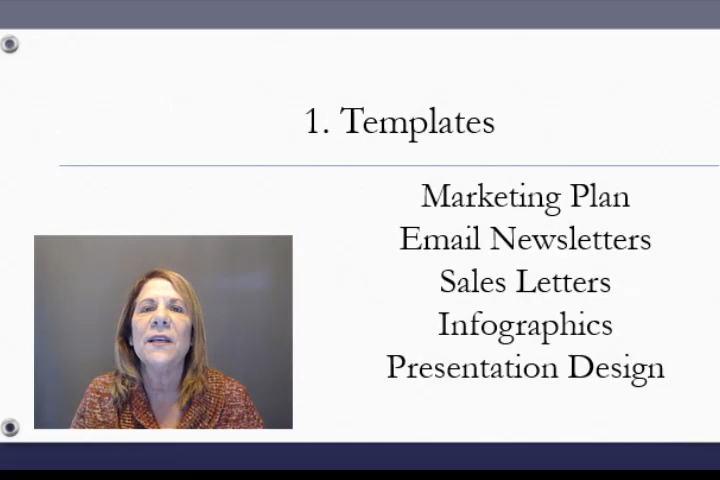 1. Templates
Marketing Plan
Email Newsletters
Sales Letters
Infographics
Presentation Design